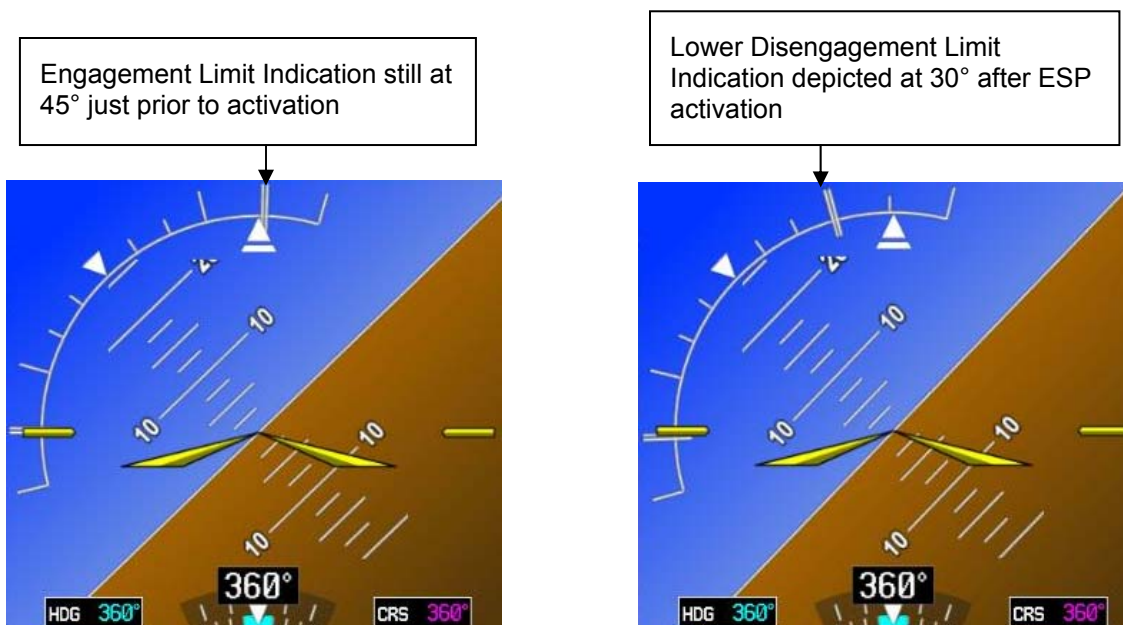 Engagement Limit Indication still at
45° just prior to activation
Lower Disengagement Limit
Indication depicted at 30° after ESP
activation
20
10
10
10
10
360°
HDG 360°
CRS 360°
20
10
10
10
10
360°
HDG 360°
CRS 360°